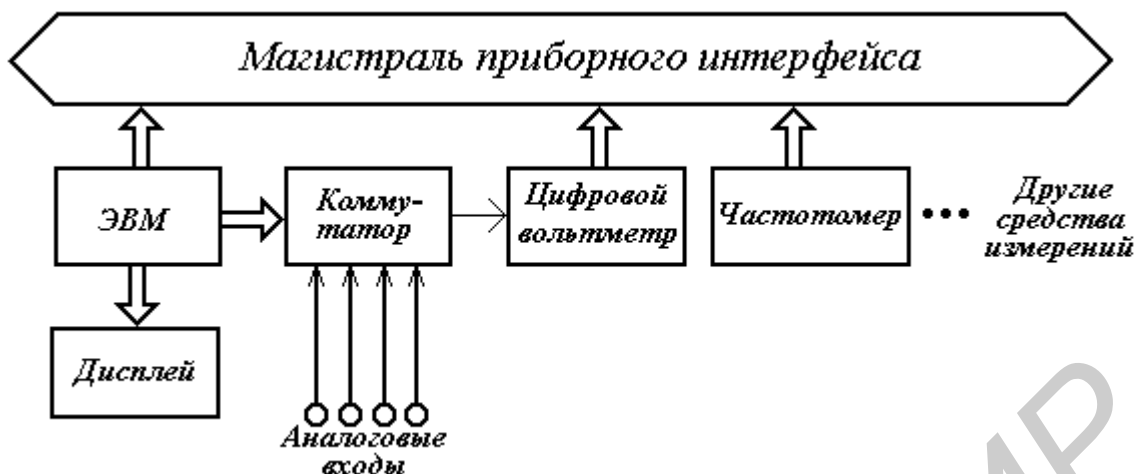 Магистраль приборного интерфейса
ЭВМ
Комму-
татор
Цифровой
вольтметр
Частотомер
Другие
средства
измерений
Дисплей
Аналоговые
входы